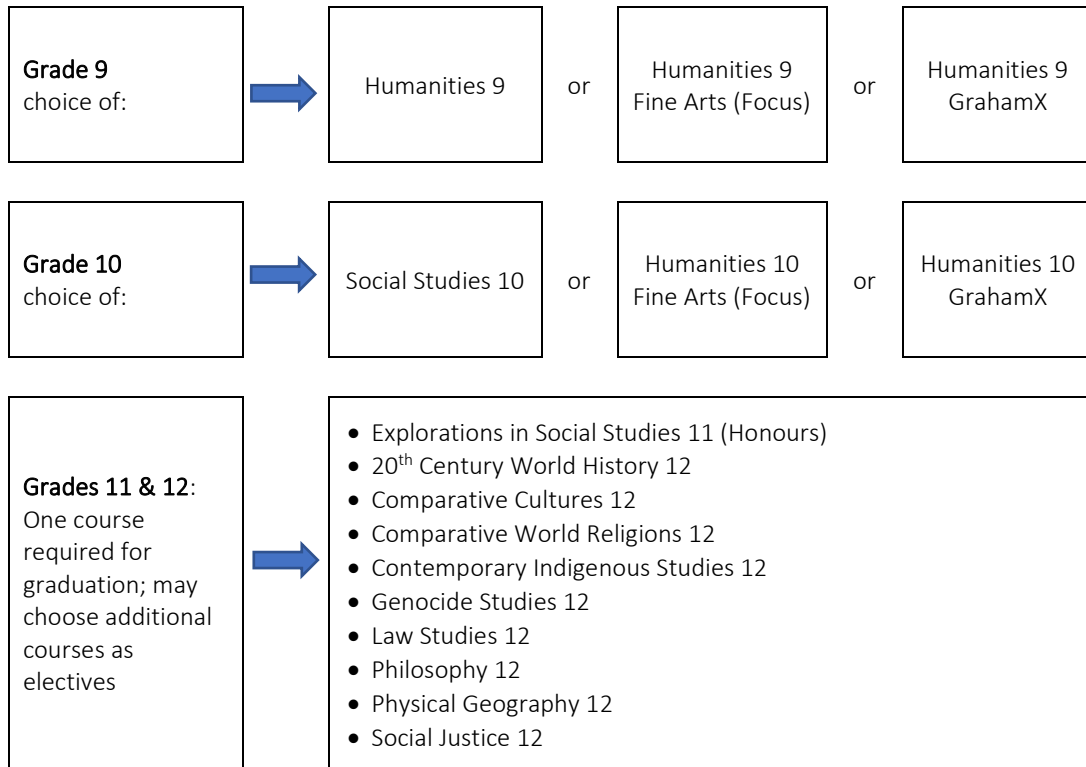 Grade 9
choice of:
Humanities 9
or
Humanities 9
Fine Arts (Focus)
or
Humanities 9
GrahamX
Grade 10
choice of:
Social Studies 10
or
Humanities 10
Fine Arts (Focus)
or
Humanities 10
GrahamX
Grades 11 & 12:
One course
required for
graduation; may
choose additional
courses as
electives
• Explorations in Social Studies 11 (Honours)
• 20th Century World History 12
• Comparative Cultures 12
• Comparative World Religions 12
• Contemporary Indigenous Studies 12
• Genocide Studies 12
• Law Studies 12
• Philosophy 12
• Physical Geography 12
• Social Justice 12